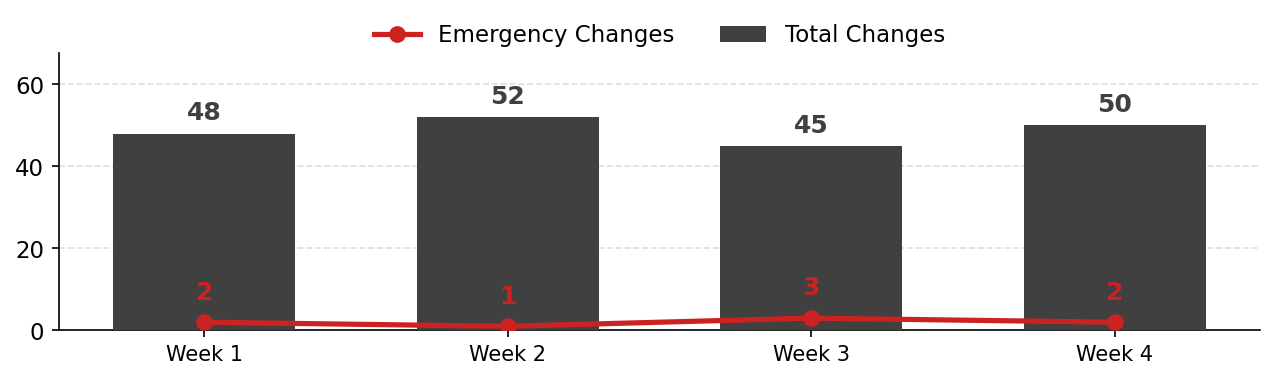 Emergency Changes Total Changes
60
40
20
0
48 52 45 50
2 1 3 2
Week 1 Week 2 Week 3 Week 4